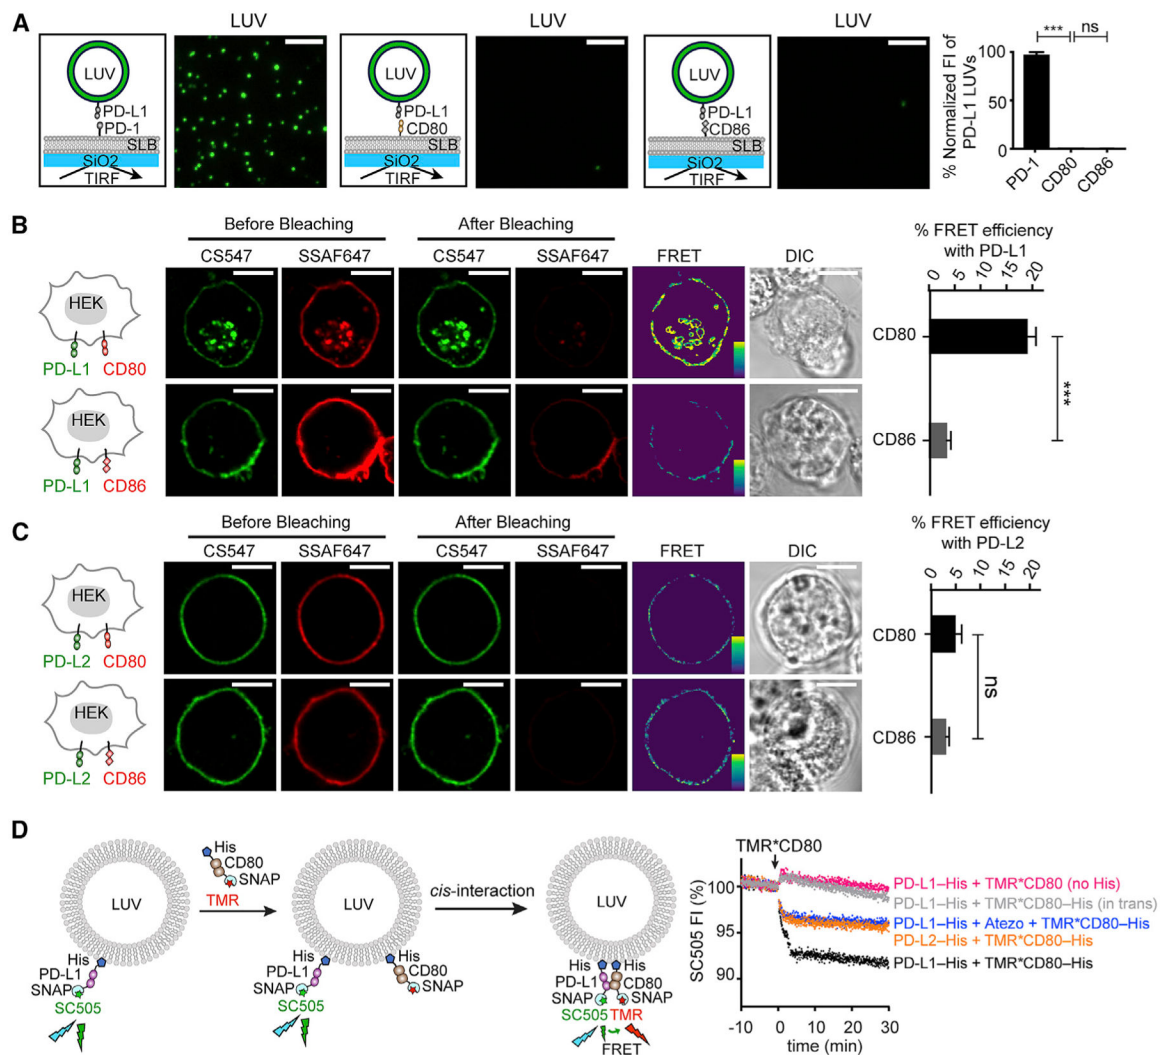 A
LUV
LUV
LUV
LUV
PD-L1
PD-1
SLB
SiO2
TIRF
LUV
PD-L1
CD80
SLB
SiO2
TIRF
LUV
PD-L1
CD86
SLB
SiO2
TIRF
% Normalized FI of
PD-L1 LUVs
*** ns
100
50
0
PD-1
CD80
CD86
B
Before Bleaching
After Bleaching
CS547
SSAF647
CS547
SSAF647
FRET
DIC
HEK
PD-L1 CD80
HEK
PD-L1 CD86
% FRET efficiency
with PD-L1
0 5 10 15 20
CD80
CD86
***
C
Before Bleaching
After Bleaching
CS547
SSAF647
CS547
SSAF647
FRET
DIC
HEK
PD-L2 CD80
HEK
PD-L2 CD86
% FRET efficiency
with PD-L2
0 5 10 15 20
CD80
CD86
ns
D
LUV
His
PD-L1
SNAP
SC505
His
CD80
SNAP
TMR
LUV
His
PD-L1
SNAP
SC505
His
CD80
SNAP
cis-interaction
LUV
His His
PD-L1 CD80
SNAP SNAP
SC505 TMR
FRET
TMR*CD80
SC505 FI (%)
100
95
90
-10 0 10 20 30
time (min)
PD-L1–His + TMR*CD80 (no His)
PD-L1–His + TMR*CD80–His (in trans)
PD-L1–His + Atezo + TMR*CD80–His
PD-L2–His + TMR*CD80–His
PD-L1–His + TMR*CD80–His